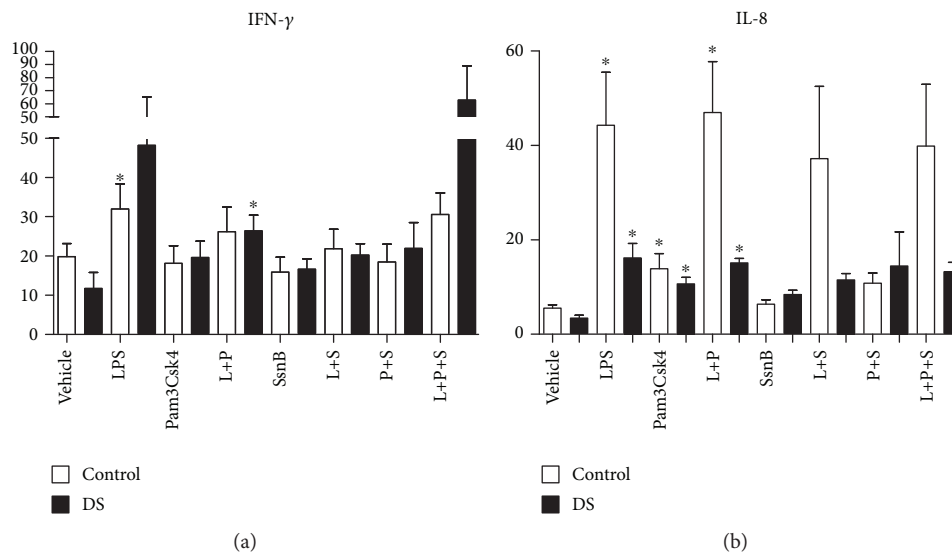 IFN-γ
100
90
80
70
60
50
50
40
30
20
10
0
*
*
Vehicle
LPS
Pam3Csk4
L+P
SsnB
L+S
P+S
L+P+S
Control
DS
(a)
IL-8
60
40
20
0
*
*
*
*
*
*
Vehicle
LPS
Pam3Csk4
L+P
SsnB
L+S
P+S
L+P+S
Control
DS
(b)